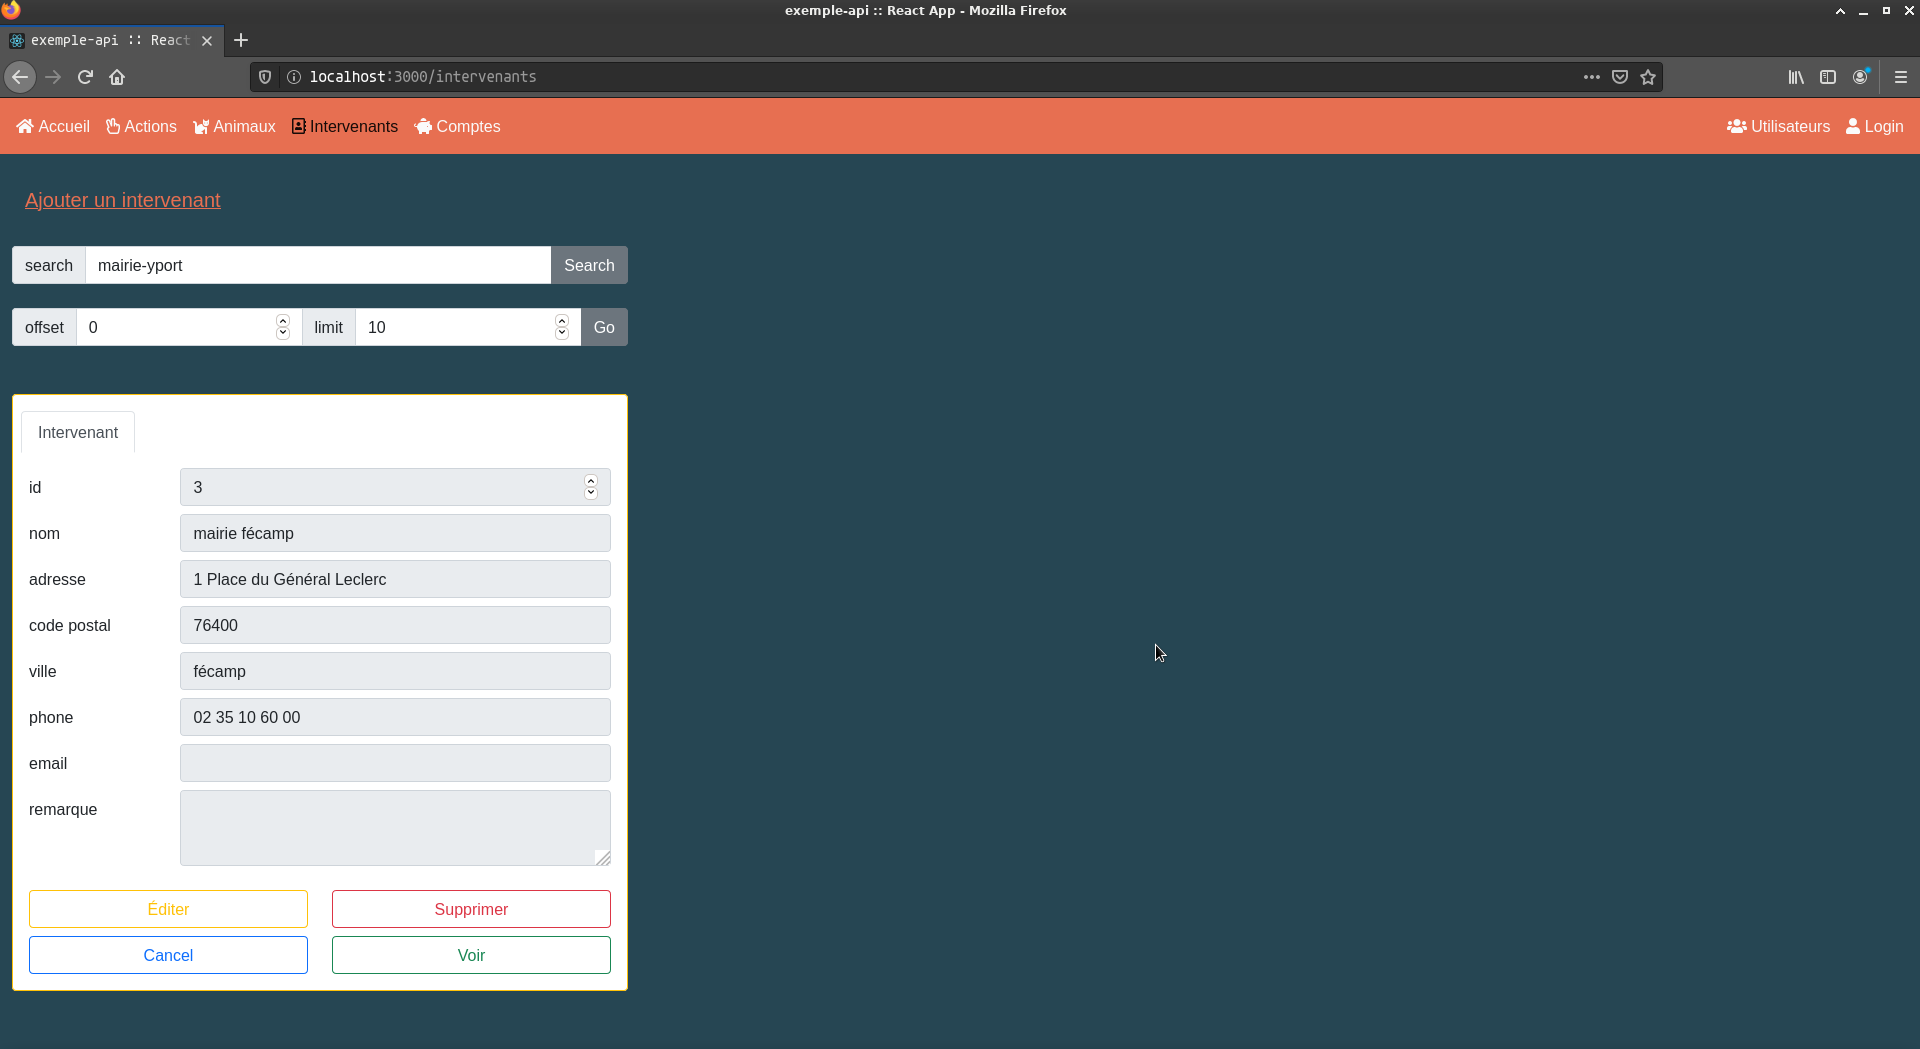 exemple-api :: React App - Mozilla Firefox
exemple-api :: React
localhost:3000/intervenants
Accueil Actions Animaux Intervenants Comptes Utilisateurs Login
Ajouter un intervenant
search mairie-yport Search
offset 0 limit 10 Go
Intervenant
id 3
nom mairie fécamp
adresse 1 Place du Général Leclerc
code postal 76400
ville fécamp
phone 02 35 10 60 00
email
remarque
Éditer Supprimer
Cancel Voir